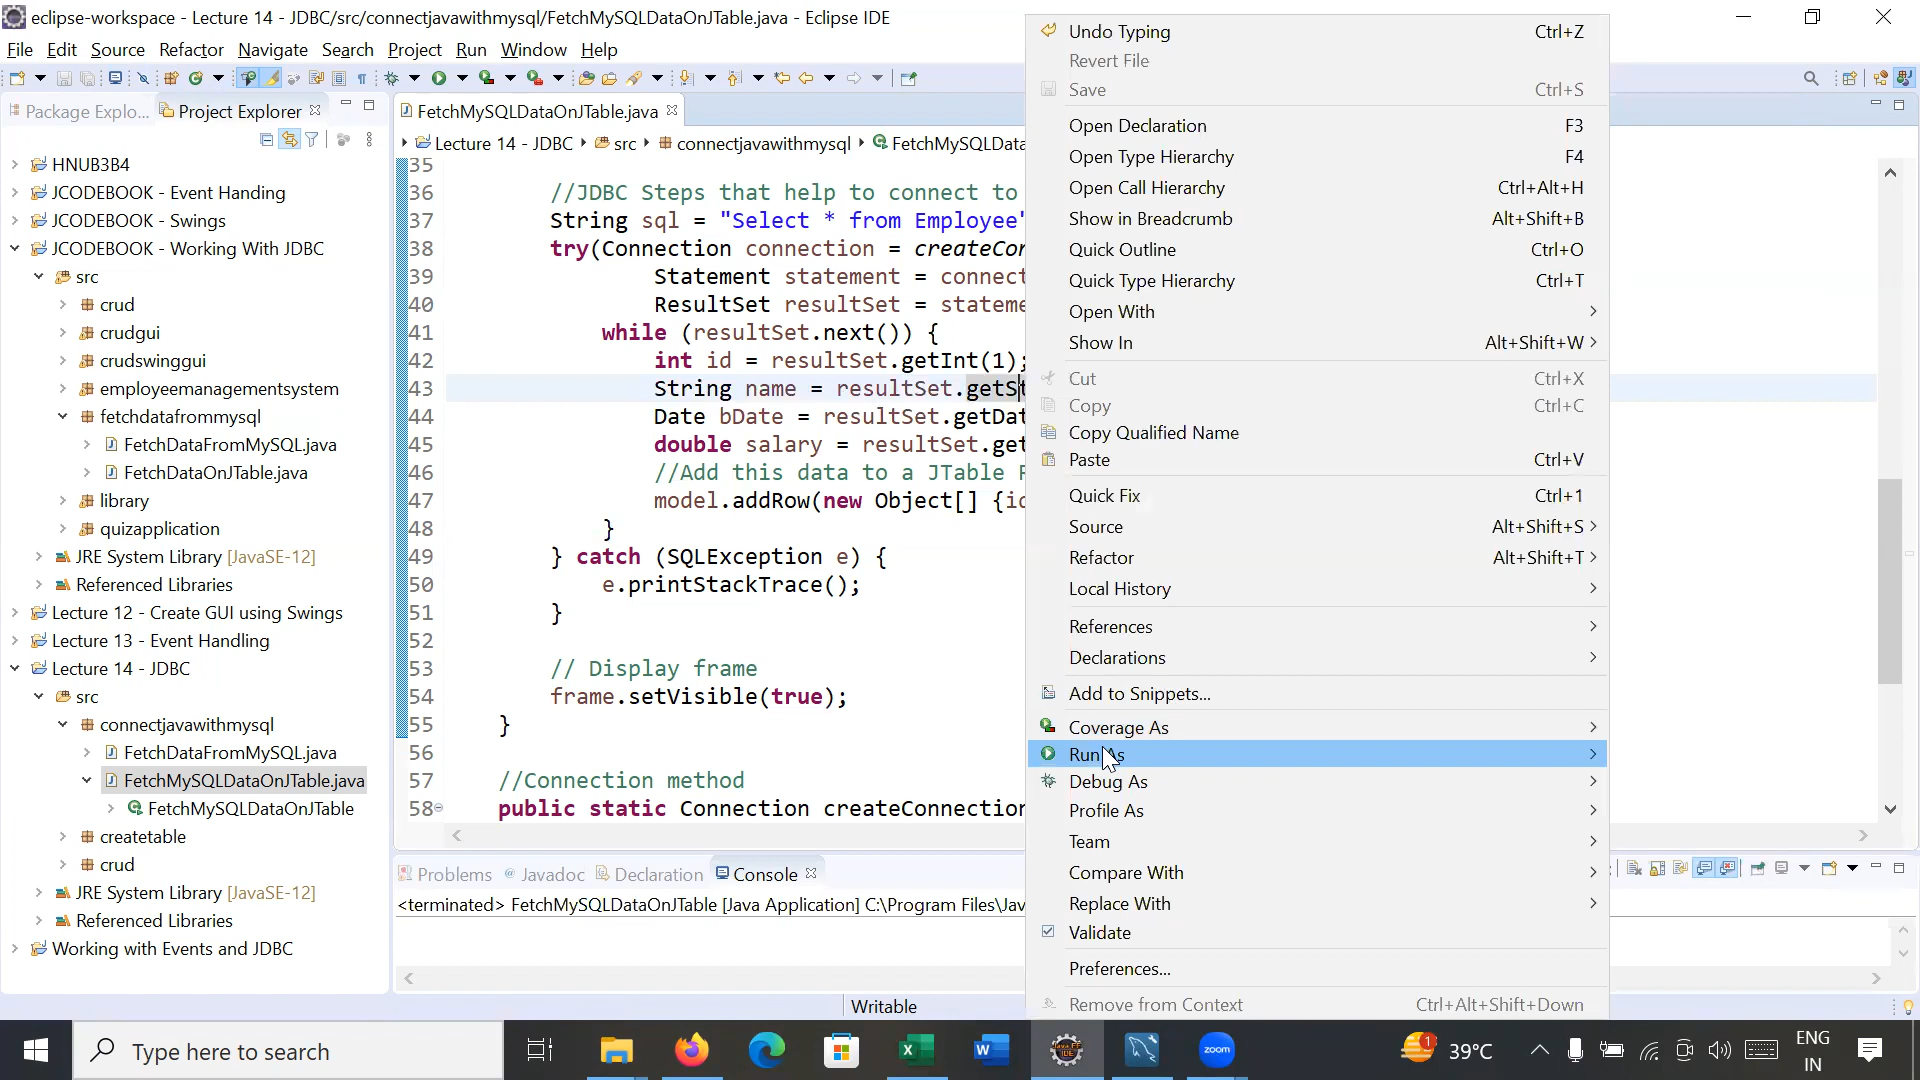 eclipse-workspace - Lecture 14 - JDBC/src/connectjavawithmysql/FetchMySQLDataOnJTable.java - Eclipse IDE
File Edit Source Refactor Navigate Search Project Run Window Help
Package Explo... Project Explorer
HNUB3B4
JCODEBOOK - Event Handing
JCODEBOOK - Swings
JCODEBOOK - Working With JDBC
src
crud
crudgui
crudswinggui
employeemanagementsystem
fetchdatafrommysql
FetchDataFromMySQL.java
FetchDataOnJTable.java
library
quizapplication
JRE System Library [JavaSE-12]
Referenced Libraries
Lecture 12 - Create GUI using Swings
Lecture 13 - Event Handling
Lecture 14 - JDBC
src
connectjavawithmysql
FetchDataFromMySQL.java
FetchMySQLDataOnJTable.java
FetchMySQLDataOnJTable
createtable
crud
JRE System Library [JavaSE-12]
Referenced Libraries
Working with Events and JDBC
FetchMySQLDataOnJTable.java
Lecture 14 - JDBC src connectjavawithmysql FetchMySQLData
35
36 //JDBC Steps that help to connect to
37 String sql = "Select * from Employee"
38 try(Connection connection = createCon
39 Statement statement = connect
40 ResultSet resultSet = stateme
41 while (resultSet.next()) {
42 int id = resultSet.getInt(1);
43 String name = resultSet.getSt
44 Date bDate = resultSet.getDat
45 double salary = resultSet.get
46 //Add this data to a JTable R
47 model.addRow(new Object[] {id
48 }
49 } catch (SQLException e) {
50 e.printStackTrace();
51 }
52
53 // Display frame
54 frame.setVisible(true);
55 }
56
57 //Connection method
58 public static Connection createConnection
Problems Javadoc Declaration Console
<terminated> FetchMySQLDataOnJTable [Java Application] C:\Program Files\Jav
Writable
Undo Typing Ctrl+Z
Revert File
Save Ctrl+S
Open Declaration F3
Open Type Hierarchy F4
Open Call Hierarchy Ctrl+Alt+H
Show in Breadcrumb Alt+Shift+B
Quick Outline Ctrl+O
Quick Type Hierarchy Ctrl+T
Open With
Show In Alt+Shift+W
Cut Ctrl+X
Copy Ctrl+C
Copy Qualified Name
Paste Ctrl+V
Quick Fix Ctrl+1
Source Alt+Shift+S
Refactor Alt+Shift+T
Local History
References
Declarations
Add to Snippets...
Coverage As
Run As
Debug As
Profile As
Team
Compare With
Replace With
Validate
Preferences...
Remove from Context Ctrl+Alt+Shift+Down
Type here to search
zoom
1
39°C
ENG
IN